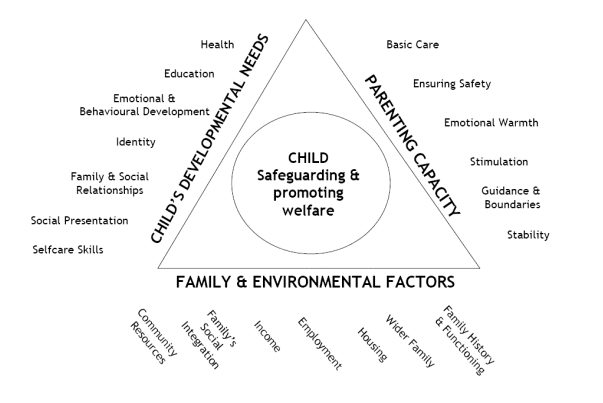 Health
Education
Emotional &
Behavioural Development
Identity
Family & Social
Relationships
Social Presentation
Selfcare Skills
CHILD'S DEVELOPMENTAL NEEDS
CHILD
Safeguarding &
promoting
welfare
PARENTING CAPACITY
Basic Care
Ensuring Safety
Emotional Warmth
Stimulation
Guidance &
Boundaries
Stability
FAMILY & ENVIRONMENTAL FACTORS
Community
Resources
Family's
Social
Integration
Income
Employment
Housing
Wider Family
Family History
& Functioning